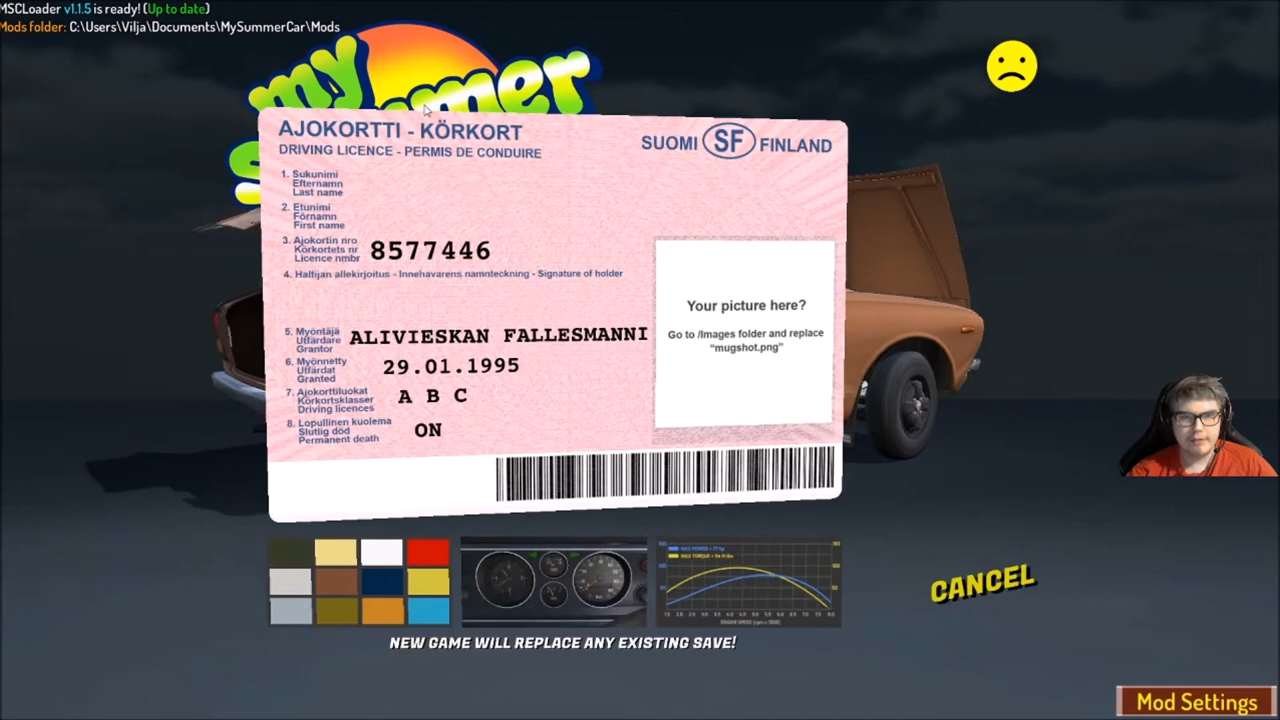 MSCLoader v1.1.5 is ready! (Up to date)
Mods folder: C:\Users\Vilja\Documents\MySummerCar\Mods
my
AJOKORTTI - KÖRKORT
DRIVING LICENCE - PERMIS DE CONDUIRE
SUOMI SF FINLAND
1. Sukunimi
Efternamn
Last name
2. Etunimi
Förnamn
First name
3. Ajokortin nro
Körkortets nr
Licence nmbr
8577446
4. Haltijan allekirjoitus - Innehavarens namnteckning - Signature of holder
Your picture here?
Go to /Images folder and replace
"mugshot.png"
5. Myöntäjä
Utfärdare
Grantor
ALIVIESKAN FALLESMANNI
6. Myönnetty
Utfärdat
Granted
29.01.1995
7. Ajokorttiluokat
Körkortsklasser
Driving licences
A B C
8. Lopullinen kuolema
Slutlig död
Permanent death
ON
CANCEL
NEW GAME WILL REPLACE ANY EXISTING SAVE!
Mod Settings